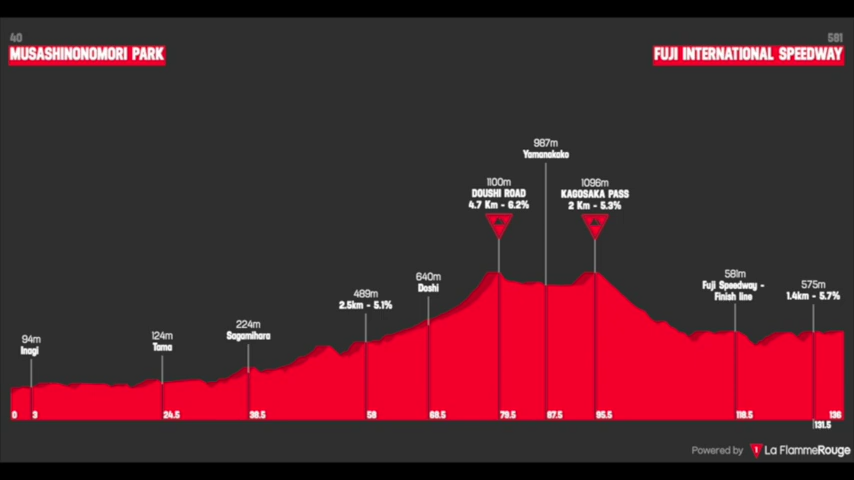 40
MUSASHINONOMORI PARK
581
FUJI INTERNATIONAL SPEEDWAY
94m
Inagi
124m
Tama
224m
Sagamihara
489m
2.5km - 5.1%
640m
Doshi
1100m
DOUSHI ROAD
4.7 Km - 6.2%
987m
Yamanakako
1096m
KAGOSAKA PASS
2 Km - 5.3%
581m
Fuji Speedway -
Finish line
575m
1.4km - 5.7%
0
3
24.5
38.5
58
68.5
79.5
87.5
95.5
118.5
131.5
136
Powered by
La FlammeRouge